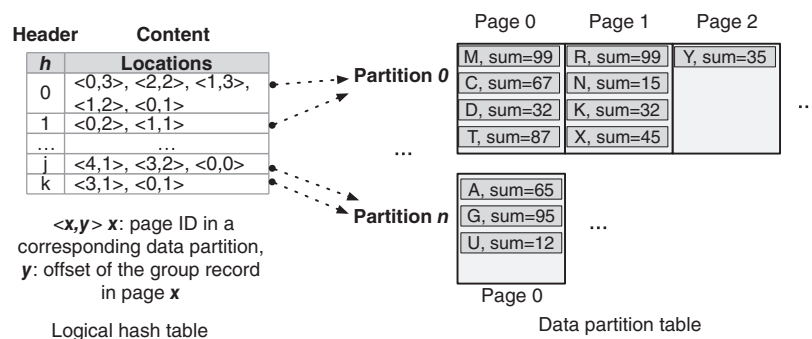 Header Content
h Locations
0 <0,3>, <2,2>, <1,3>,
<1,2>, <0,1>
1 <0,2>, <1,1>
... ...
j <4,1>, <3,2>, <0,0>
k <3,1>, <0,1>
<x,y> x: page ID in a
corresponding data partition,
y: offset of the group record
in page x
Logical hash table
Page 0 Page 1 Page 2
Partition 0
M, sum=99 R, sum=99 Y, sum=35
C, sum=67 N, sum=15
D, sum=32 K, sum=32
T, sum=87 X, sum=45
...
...
Partition n
A, sum=65
G, sum=95
U, sum=12
...
Page 0
Data partition table